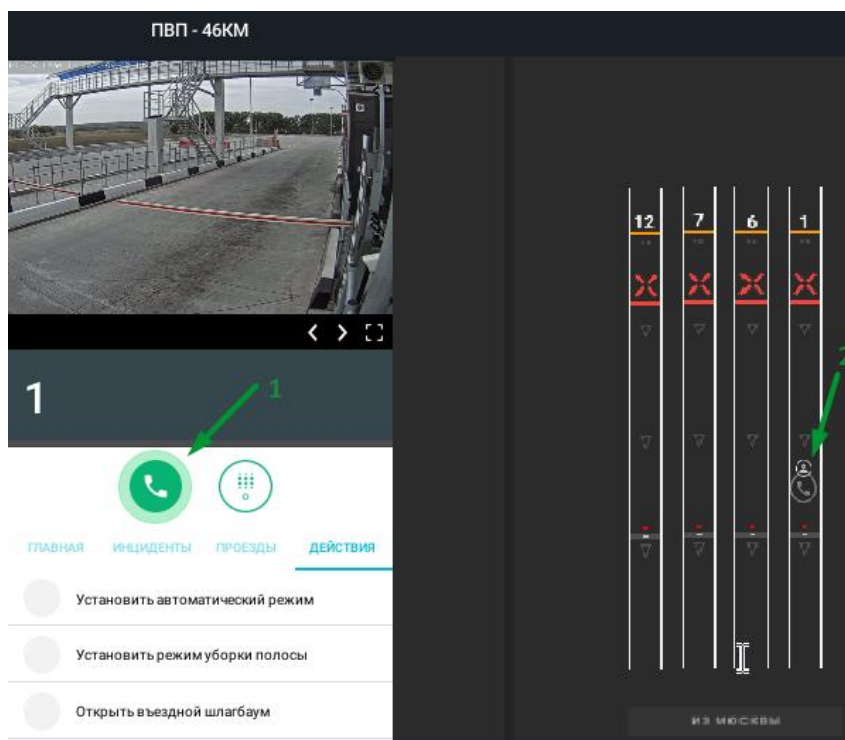 ПВП - 46КМ
12 7 6 1
1
1
2
ГЛАВНАЯ ИНЦИДЕНТЫ ПРОЕЗДЫ ДЕЙСТВИЯ
Установить автоматический режим
Установить режим уборки полосы
Открыть въездной шлагбаум
ИЗ МОСКВЫ